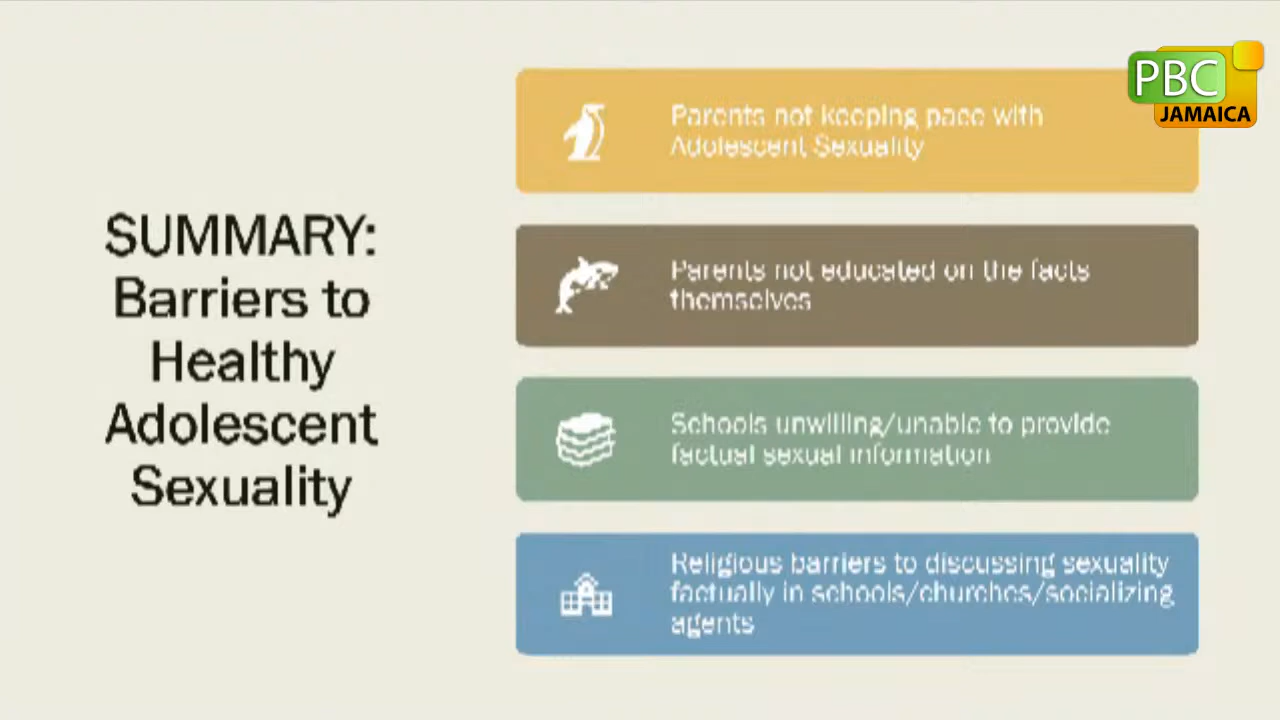 SUMMARY:
Barriers to
Healthy
Adolescent
Sexuality
Parents not keeping pace with
Adolescent Sexuality
Parents not educated on the facts
themselves
Schools unwilling/unable to provide
factual sexual information
Religious barriers to discussing sexuality
factually in schools/churches/socializing
agents
PBC
JAMAICA